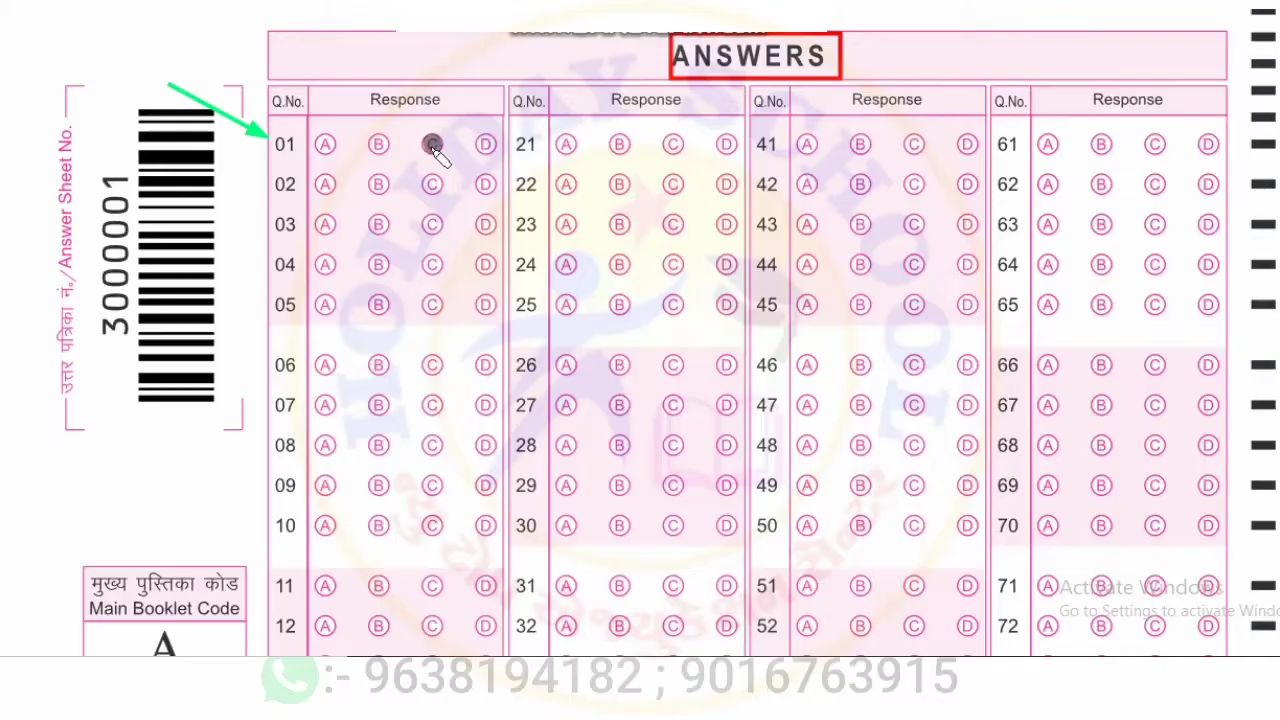 ANSWERS
Q.No. Response Q.No. Response Q.No. Response Q.No. Response
01 A B C D 21 A B C D 41 A B C D 61 A B C D
02 A B C D 22 A B C D 42 A B C D 62 A B C D
03 A B C D 23 A B C D 43 A B C D 63 A B C D
04 A B C D 24 A B C D 44 A B C D 64 A B C D
05 A B C D 25 A B C D 45 A B C D 65 A B C D
06 A B C D 26 A B C D 46 A B C D 66 A B C D
07 A B C D 27 A B C D 47 A B C D 67 A B C D
08 A B C D 28 A B C D 48 A B C D 68 A B C D
09 A B C D 29 A B C D 49 A B C D 69 A B C D
10 A B C D 30 A B C D 50 A B C D 70 A B C D
11 A B C D 31 A B C D 51 A B C D 71 A B C D
12 A B C D 32 A B C D 52 A B C D 72 A B C D
उत्तर पत्रिका नं०/Answer Sheet No.
3000001
मुख्य पुस्तिका कोड
Main Booklet Code
A
HOLIDAY SCHOOL
Activate Windows
Go to Settings to activate Windo
:- 9638194182 ; 9016763915